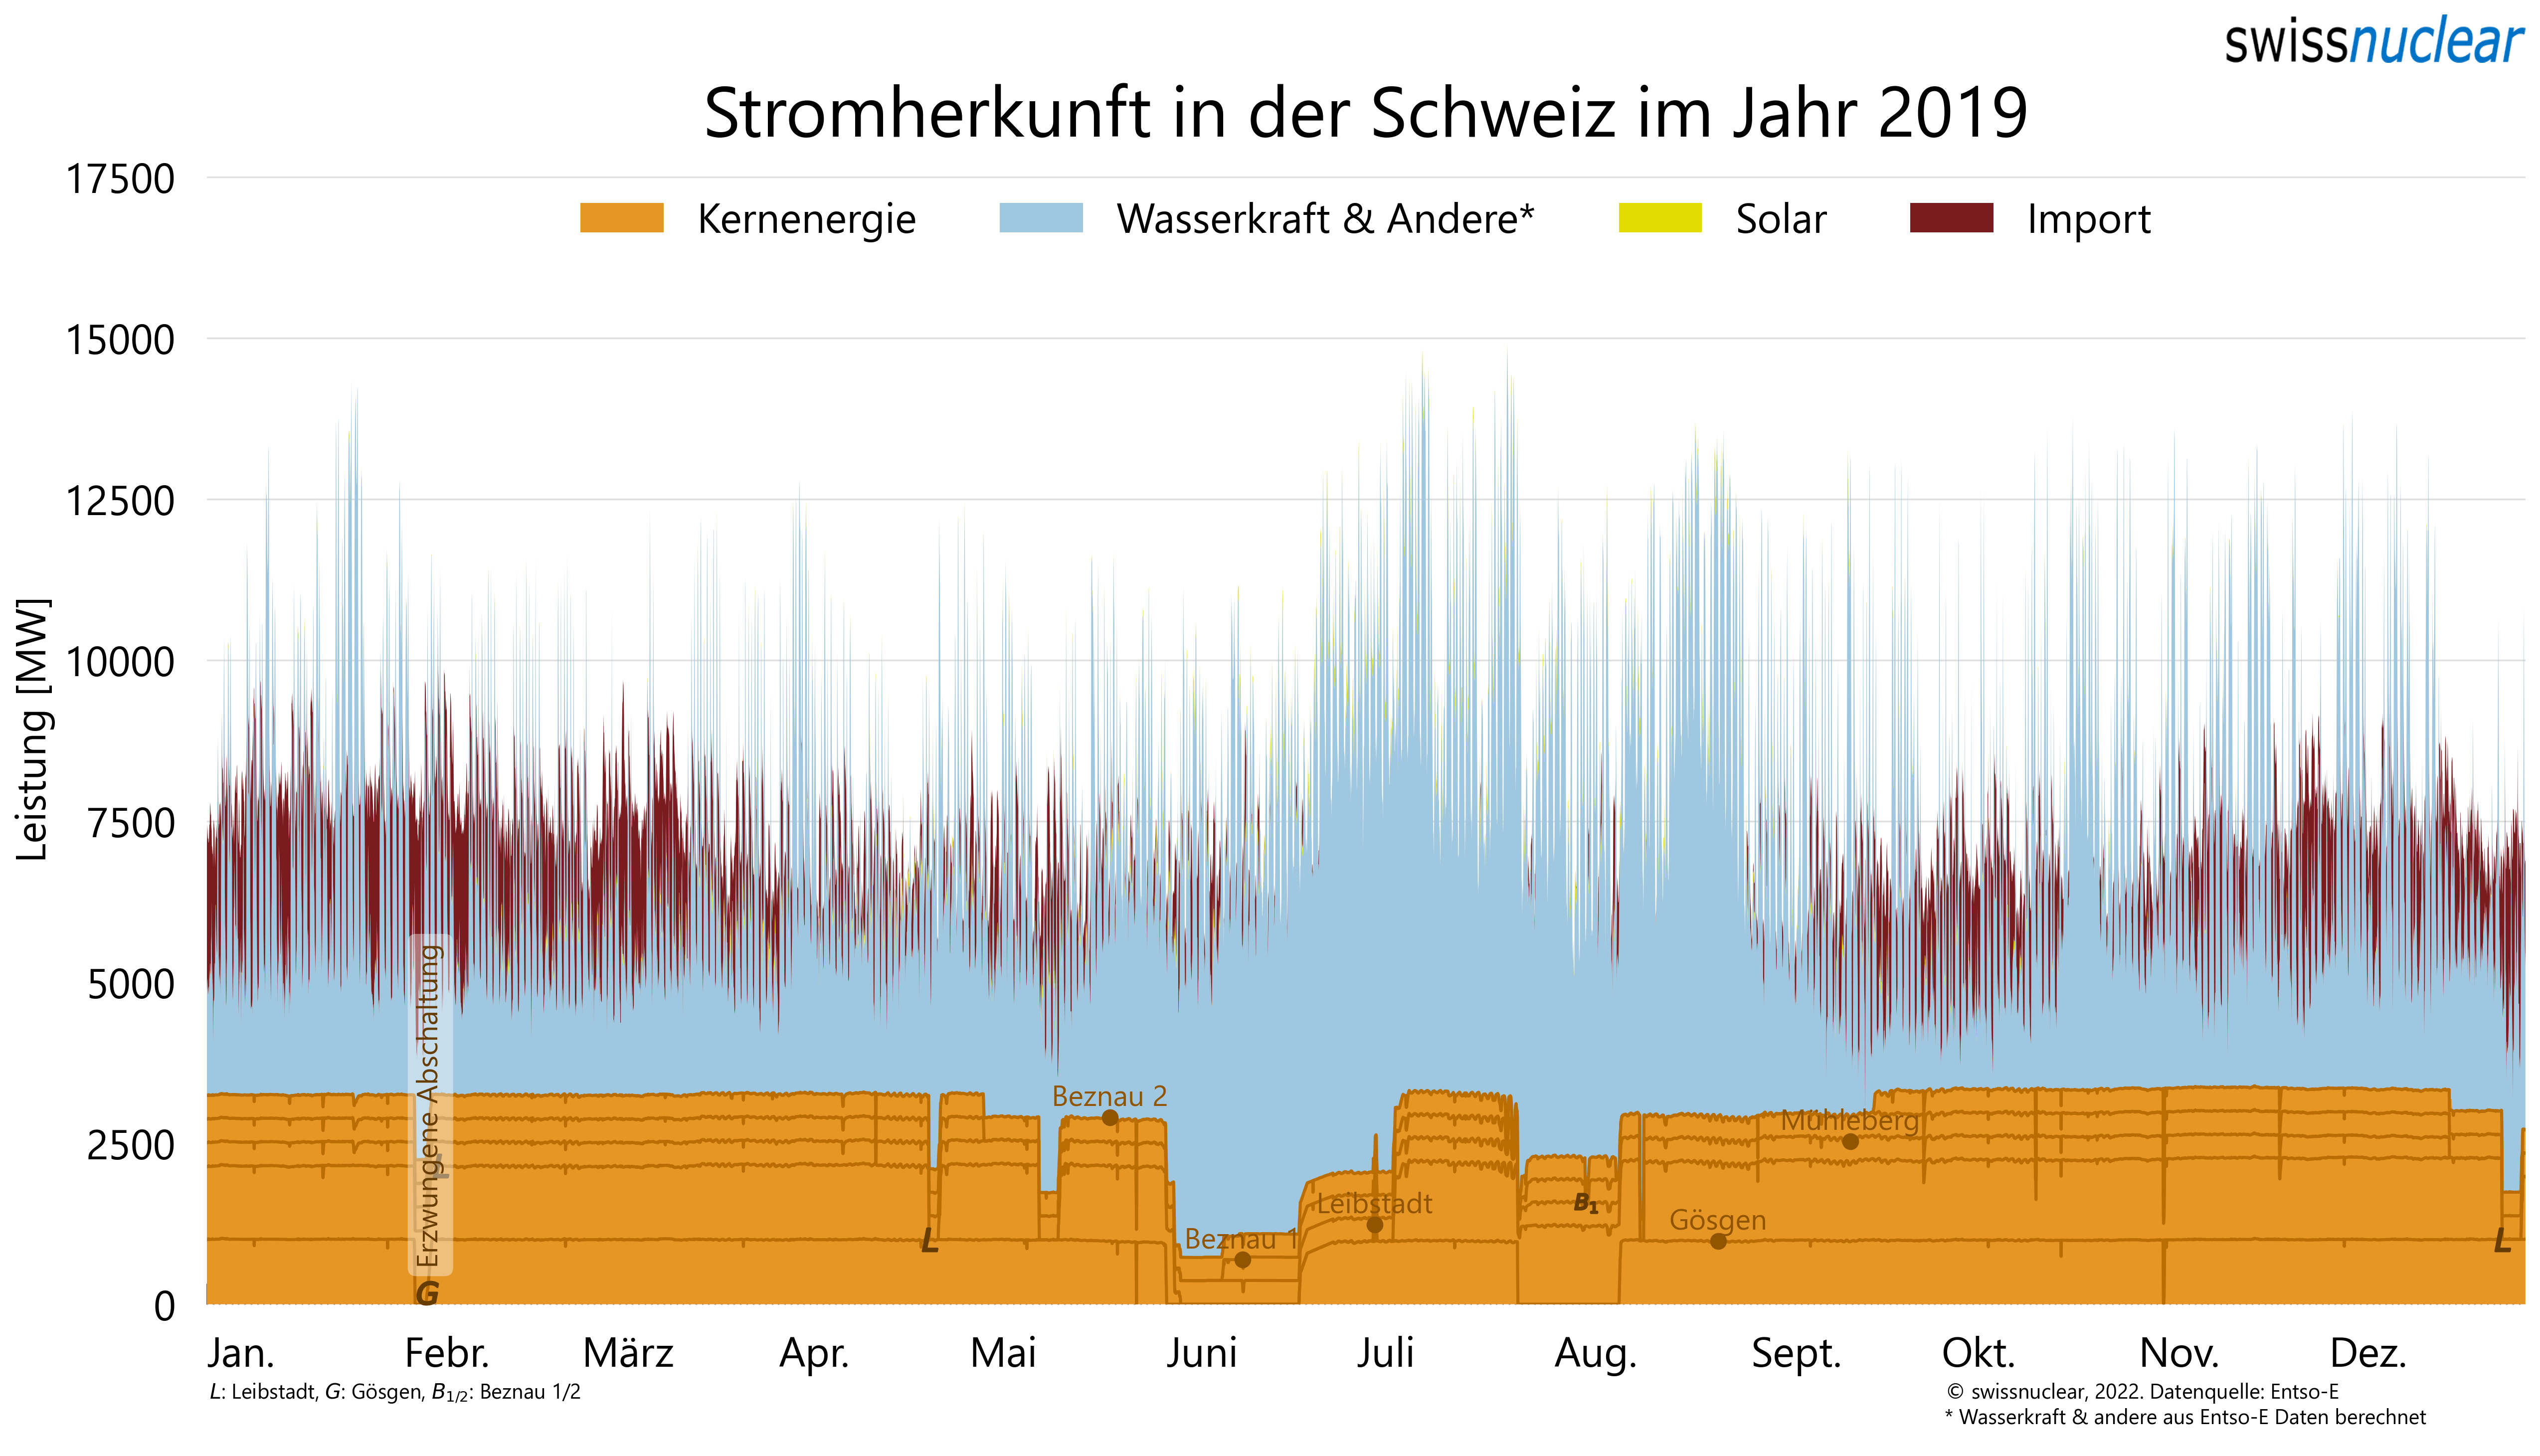 swissnuclear
Stromherkunft in der Schweiz im Jahr 2019
17500
Kernenergie Wasserkraft & Andere* Solar Import
15000
12500
10000
Leistung [MW]
7500
5000
2500
0
Erzwungene Abschaltung
L
G
L
Beznau 2
Beznau 1
Leibstadt
B1
Gösgen
Mühleberg
L
Jan. Febr. März Apr. Mai Juni Juli Aug. Sept. Okt. Nov. Dez.
L: Leibstadt, G: Gösgen, B1/2: Beznau 1/2
© swissnuclear, 2022. Datenquelle: Entso-E
* Wasserkraft & andere aus Entso-E Daten berechnet